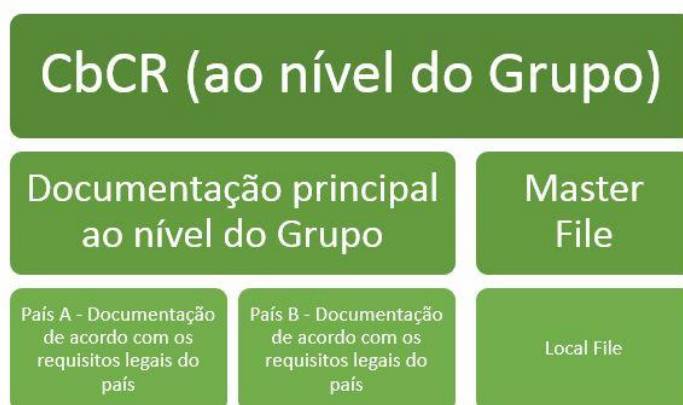 CbCR (ao nível do Grupo)
Documentação principal
ao nível do Grupo
Master
File
País A - Documentação
de acordo com os
requisitos legais do
país
País B - Documentação
de acordo com os
requisitos legais do
país
Local File